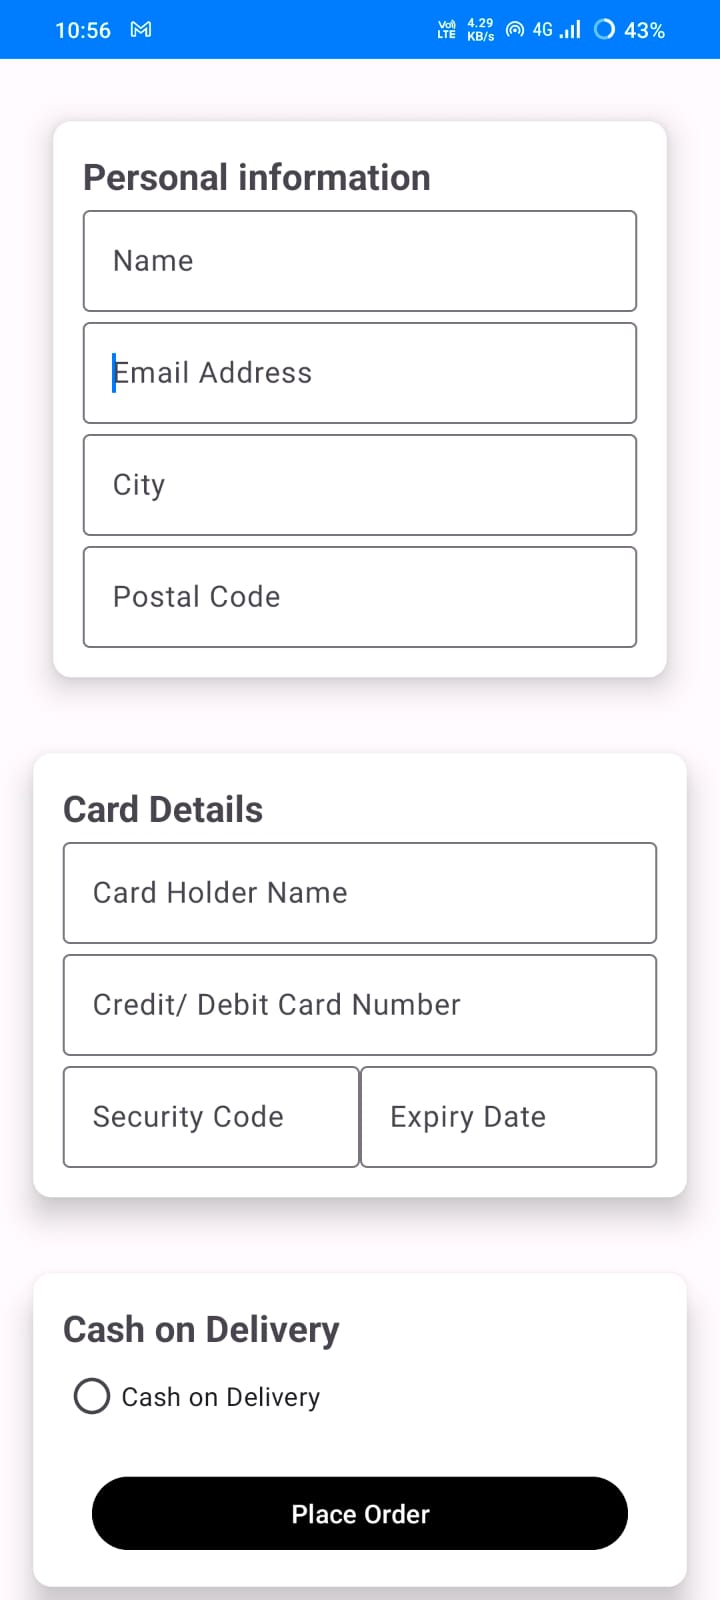 10:56 Vo) LTE 4.29 KB/s 4G 43%
Personal information
Name
Email Address
City
Postal Code
Card Details
Card Holder Name
Credit/ Debit Card Number
Security Code Expiry Date
Cash on Delivery
Cash on Delivery
Place Order